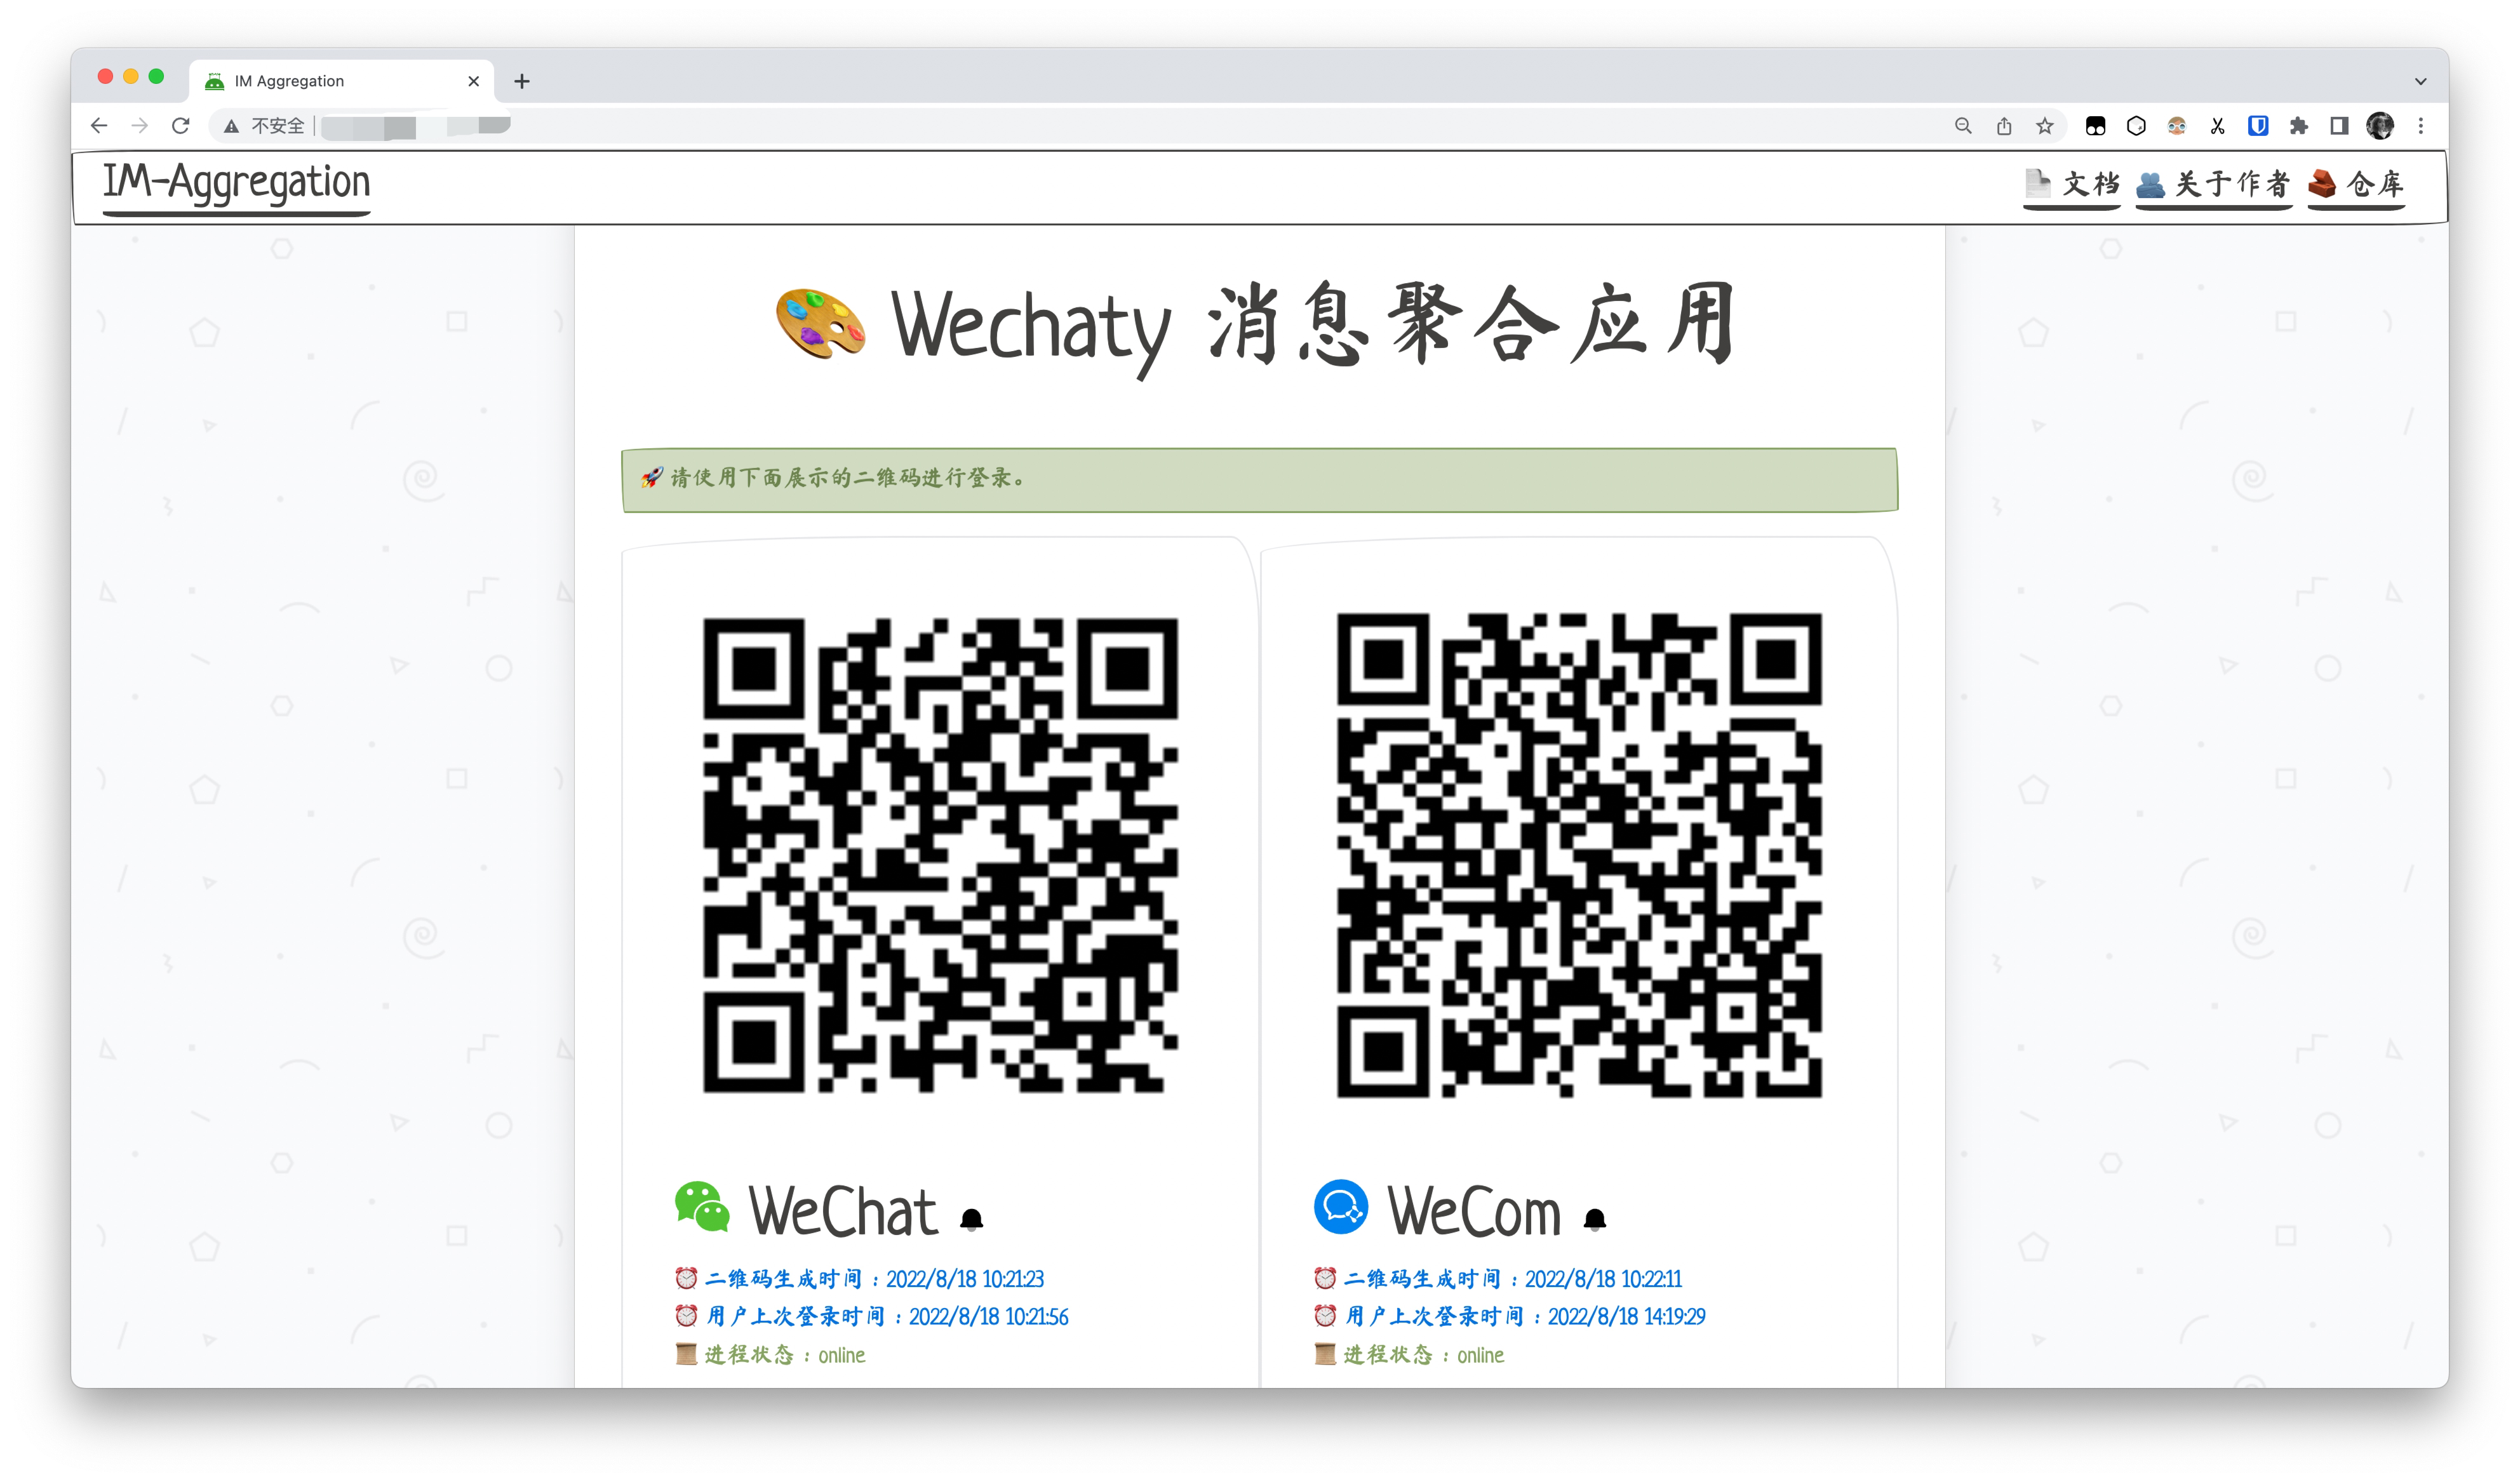 IM Aggregation
不安全
IM-Aggregation
文档 关于作者 仓库
Wechaty 消息聚合应用
请使用下面展示的二维码进行登录。
WeChat
二维码生成时间：2022/8/18 10:21:23
用户上次登录时间：2022/8/18 10:21:56
进程状态：online
WeCom
二维码生成时间：2022/8/18 10:22:11
用户上次登录时间：2022/8/18 14:19:29
进程状态：online